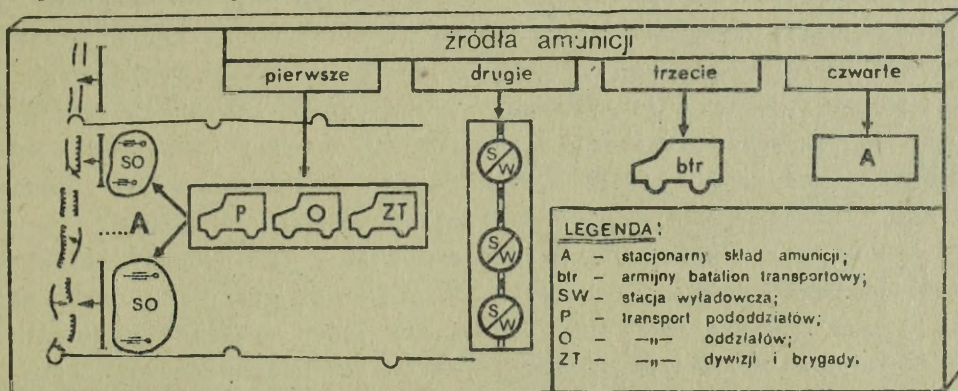 źródła amunicji
pierwsze drugie trzecie czwarte
SO
.....A
P O ZT
SO
S/W
S/W
S/W
btr
A
LEGENDA:
A – stacjonarny skład amunicji;
btr – armijny batalion transportowy;
SW – stacja wyładowcza;
P – transport pododdziałów;
O – —„— oddziałów;
ZT – —„— dywizji i brygady.